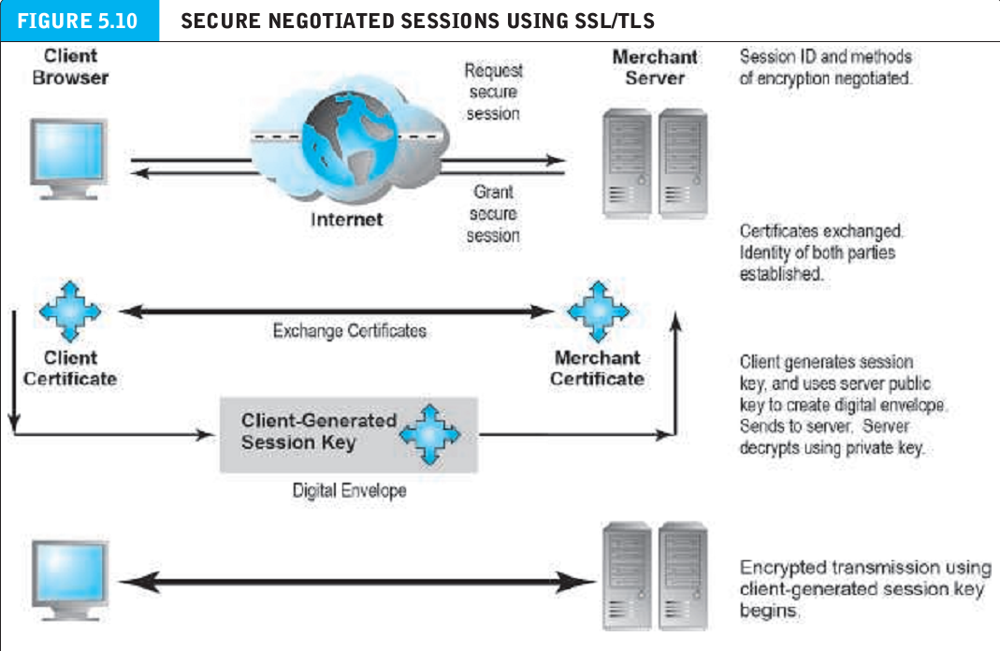 FIGURE 5.10
SECURE NEGOTIATED SESSIONS USING SSL/TLS
Client
Browser
Request
secure
session
Merchant
Server
Session ID and methods
of encryption negotiated.
Internet
Grant
secure
session
Certificates exchanged.
Identity of both parties
established.
Exchange Certificates
Client
Certificate
Merchant
Certificate
Client generates session
key, and uses server public
key to create digital envelope.
Sends to server. Server
decrypts using private key.
Client-Generated
Session Key
Digital Envelope
Encrypted transmission using
client-generated session key
begins.